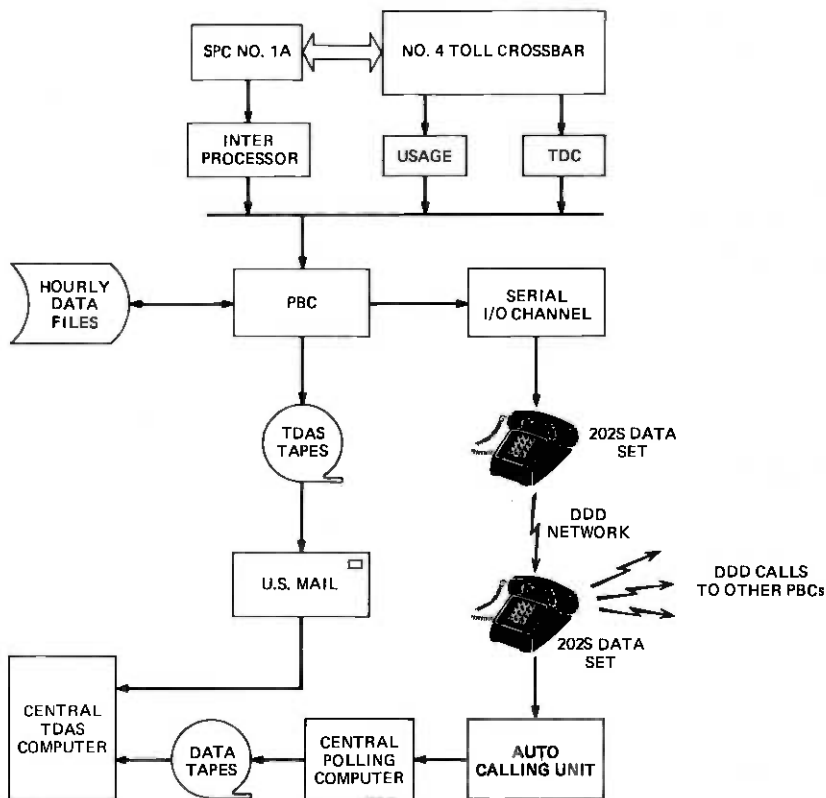 SPC NO. 1A
NO. 4 TOLL CROSSBAR
INTER
PROCESSOR
USAGE
TDC
HOURLY
DATA
FILES
PBC
SERIAL
I/O CHANNEL
TDAS
TAPES
202S DATA
SET
DDD
NETWORK
U.S. MAIL
DDD CALLS
TO OTHER PBCs
202S DATA
SET
CENTRAL
TDAS
COMPUTER
DATA
TAPES
CENTRAL
POLLING
COMPUTER
AUTO
CALLING UNIT